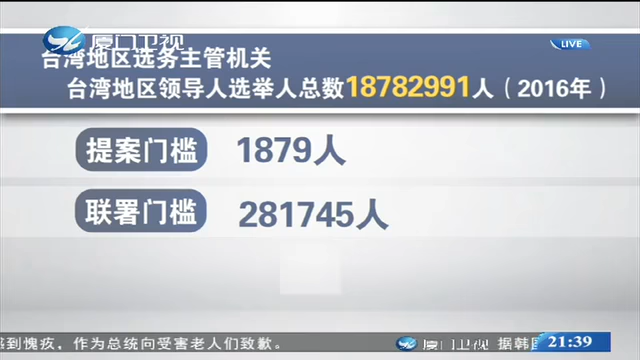 厦门卫视
LIVE
台湾地区选务主管机关
台湾地区领导人选举人总数18782991人（2016年）
提案门槛 1879人
联署门槛 281745人
感到愧疚，作为总统向受害老人们致歉。 厦门卫视 据韩国 21:39